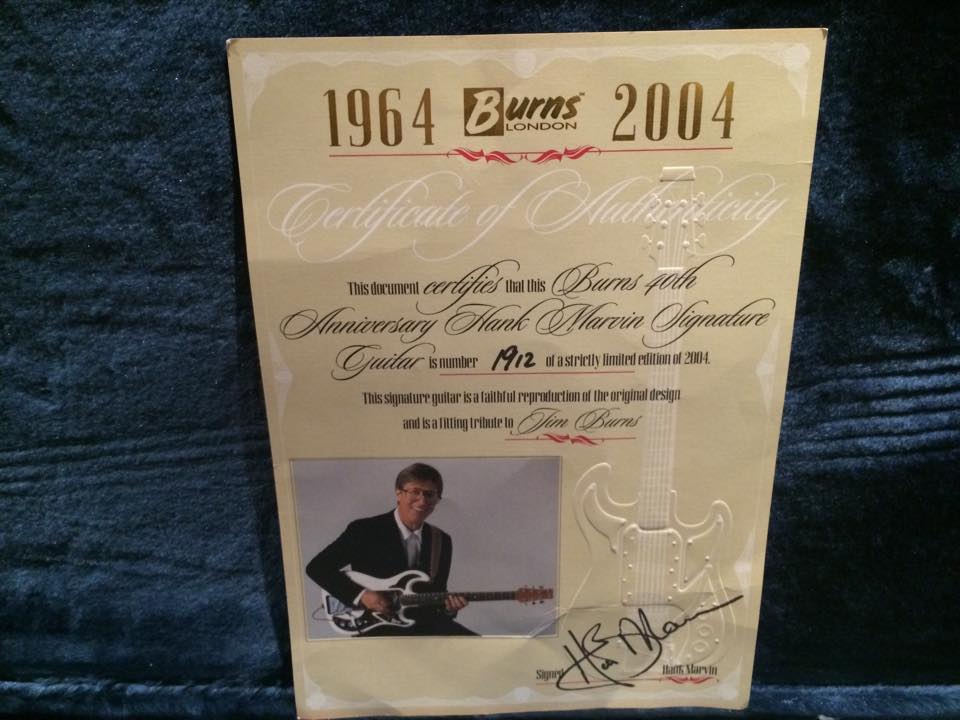 1964 Burns™ 2004
LONDON
Certificate of Authenticity
This document certifies that this Burns 40th
Anniversary Hank Marvin Signature
Guitar is number 1912 of a strictly limited edition of 2004.
This signature guitar is a faithful reproduction of the original design
and is a fitting tribute to Jim Burns
Signed Hank Marvin